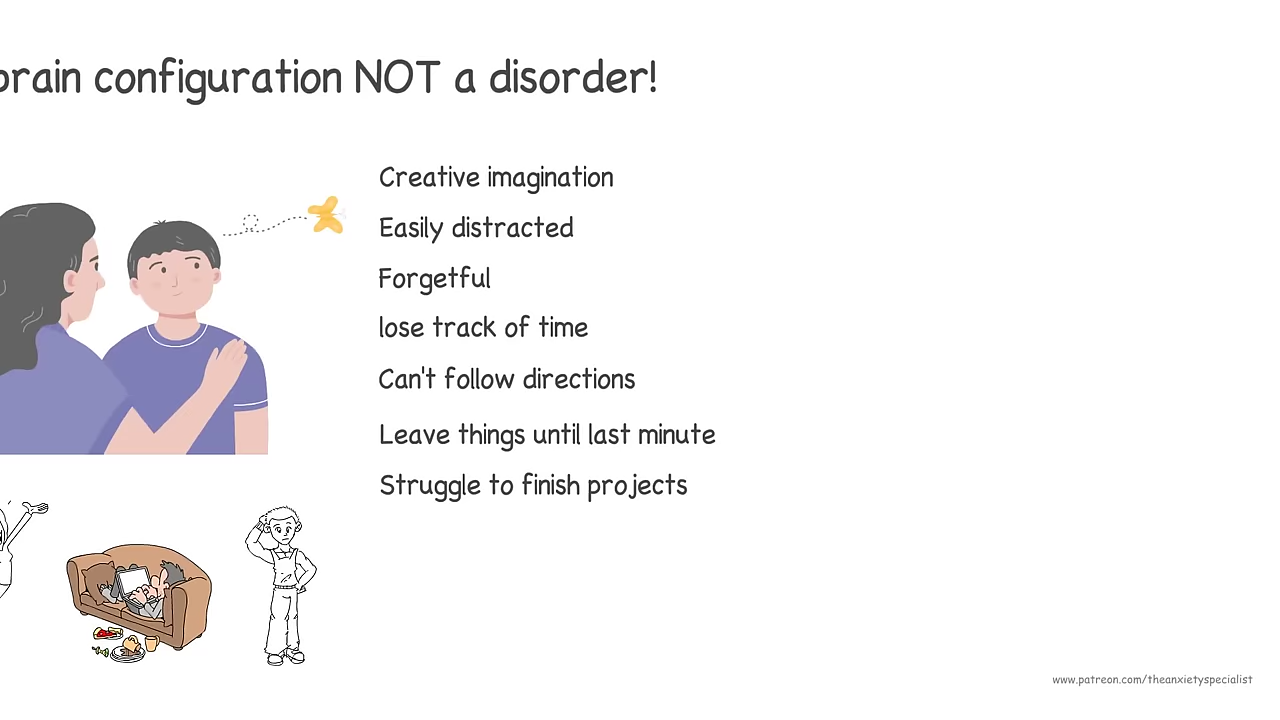 brain configuration NOT a disorder!
Creative imagination
Easily distracted
Forgetful
lose track of time
Can't follow directions
Leave things until last minute
Struggle to finish projects
www.patreon.com/theanxietyspecialist